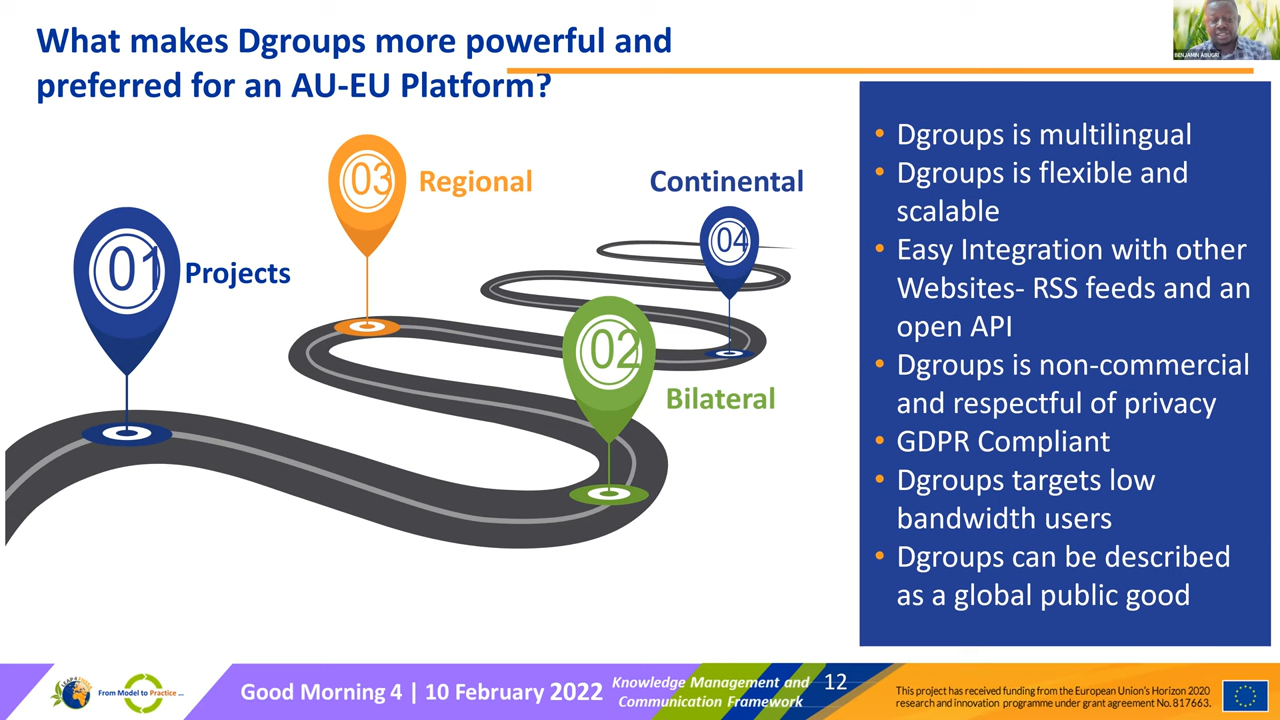 What makes Dgroups more powerful and
preferred for an AU-EU Platform?
BENJAMIN ABUGRI
01
Projects
03
Regional
Continental
04
02
Bilateral
• Dgroups is multilingual
• Dgroups is flexible and
scalable
• Easy Integration with other
Websites- RSS feeds and an
open API
• Dgroups is non-commercial
and respectful of privacy
• GDPR Compliant
• Dgroups targets low
bandwidth users
• Dgroups can be described
as a global public good
From Model to Practice ...
Good Morning 4 | 10 February 2022
Knowledge Management and
Communication Framework
12
This project has received funding from the European Union's Horizon 2020
research and innovation programme under grant agreement No. 817663.